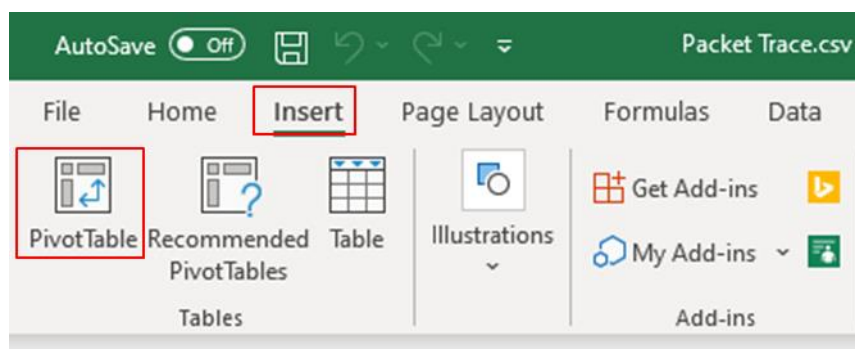 AutoSave Off Packet Trace.csv
File Home Insert Page Layout Formulas Data
PivotTable Recommended PivotTables Table Illustrations Get Add-ins
My Add-ins
Tables Add-ins